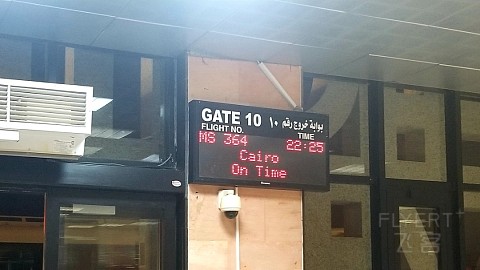 GATE 10 بوابة خروج رقم ١٠
FLIGHT NO. TIME
MS 364 22:25
Cairo
On Time
FLYERT
飞客